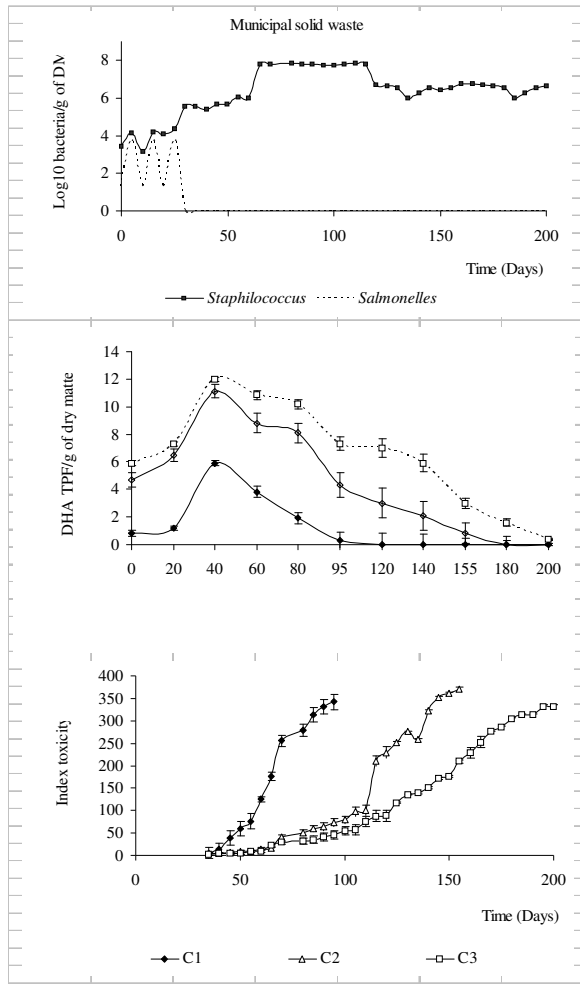 Municipal solid waste
Log10 bacteria/g of DM
8
6
4
2
0
0 50 100 150 200
Time (Days)
Staphilococcus Salmonelles
DHA TPF/g of dry matte
14
12
10
8
6
4
2
0
0 20 40 60 80 95 120 140 155 180 200
Index toxicity
400
350
300
250
200
150
100
50
0
0 50 100 150 200
Time (Days)
C1 C2 C3